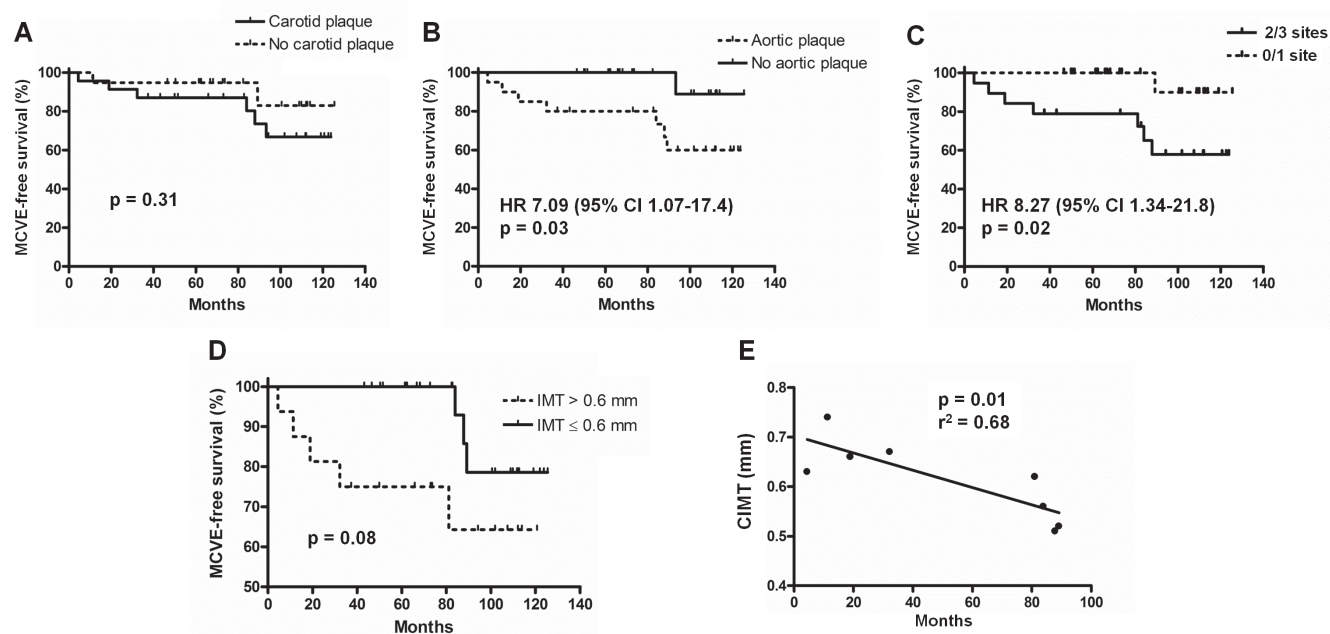 A
Carotid plaque
No carotid plaque
MCVE-free survival (%)
100
80
60
40
20
0
p = 0.31
0 20 40 60 80 100 120 140
Months
B
Aortic plaque
No aortic plaque
MCVE-free survival (%)
100
80
60
40
20
0
HR 7.09 (95% CI 1.07-17.4)
p = 0.03
0 20 40 60 80 100 120 140
Months
C
2/3 sites
0/1 site
MCVE-free survival (%)
100
80
60
40
20
0
HR 8.27 (95% CI 1.34-21.8)
p = 0.02
0 20 40 60 80 100 120 140
Months
D
IMT > 0.6 mm
IMT ≤ 0.6 mm
MCVE-free survival (%)
100
90
80
70
60
50
p = 0.08
0 20 40 60 80 100 120 140
Months
E
p = 0.01
r² = 0.68
CIMT (mm)
0.8
0.7
0.6
0.5
0.4
0 20 40 60 80 100
Months